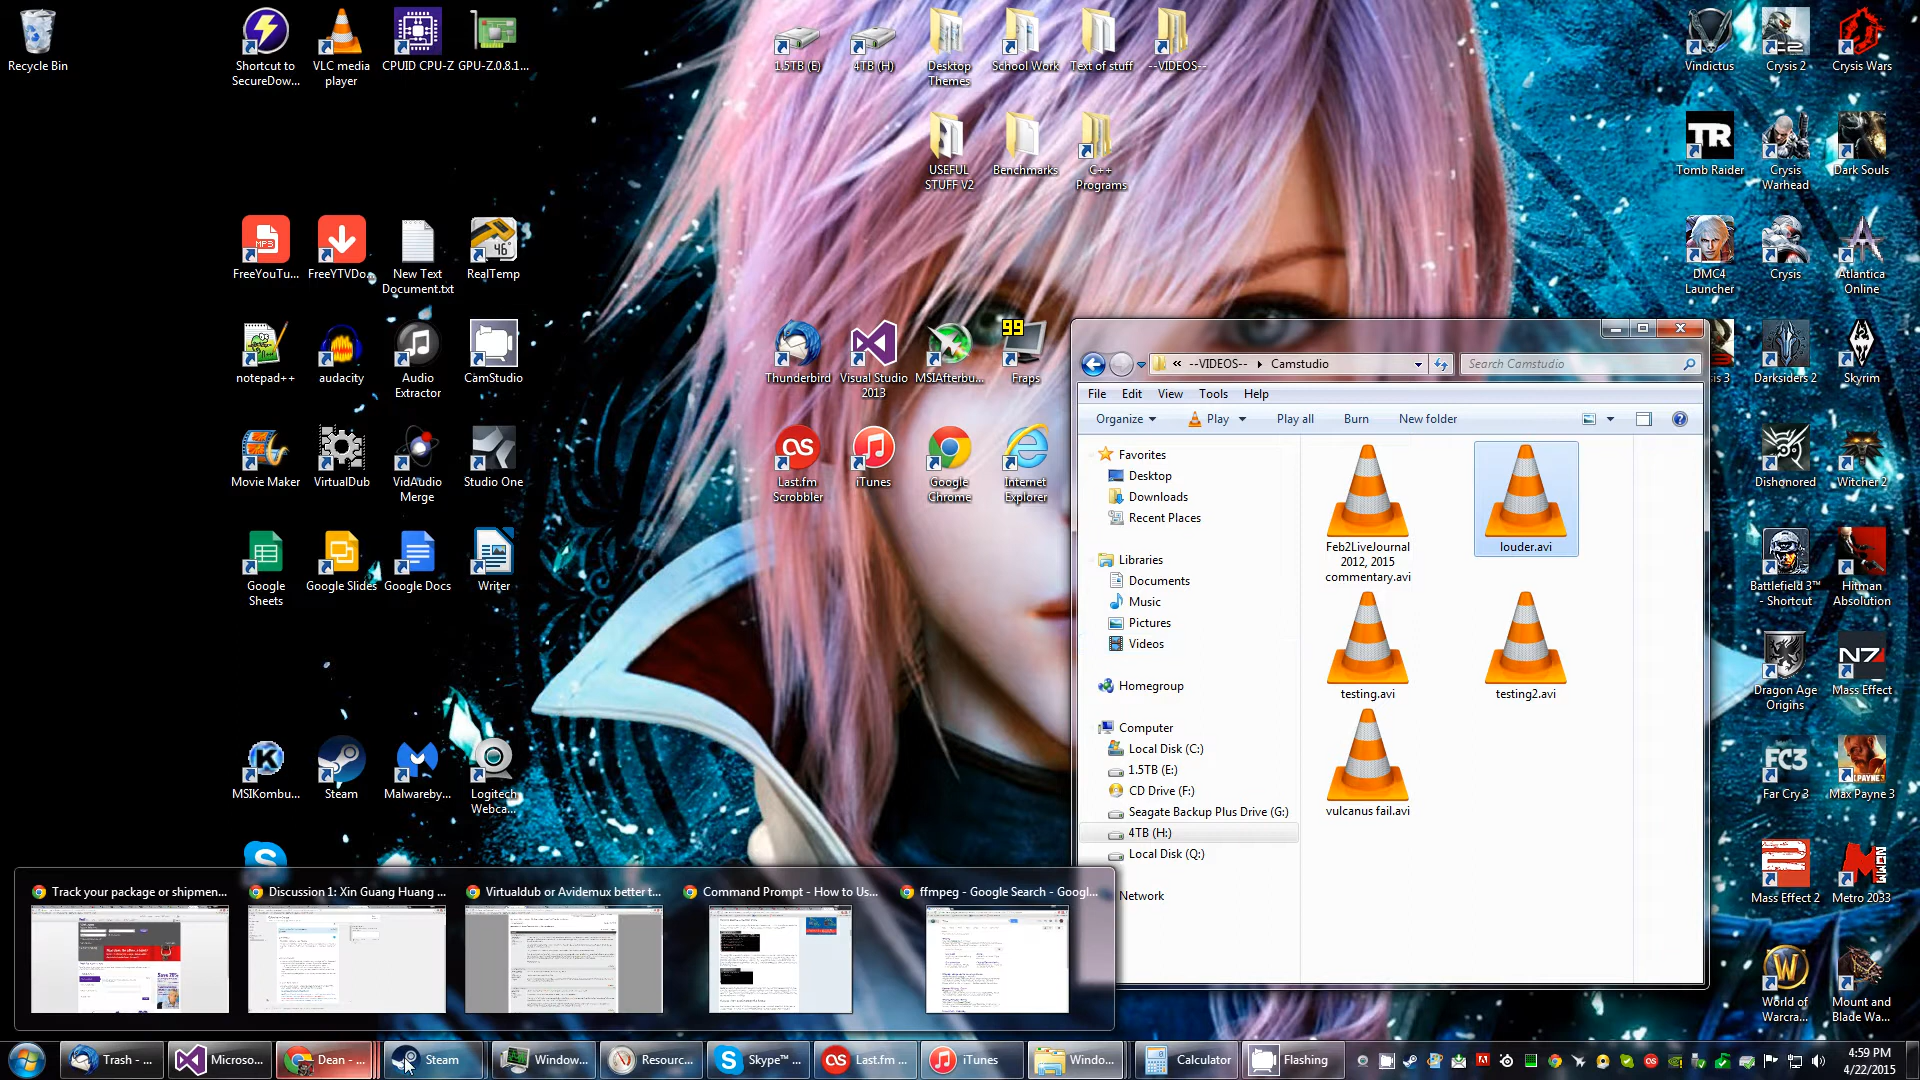 Recycle Bin
Shortcut to
SecureDow...
VLC media
player
CPUID CPU-Z
GPU-Z.0.8.1...
1.5TB (E)
4TB (H)
Desktop
Themes
School Work
Text of stuff
--VIDEOS--
Vindictus
Crysis 2
Crysis Wars
USEFUL
STUFF V2
Benchmarks
C++
Programs
TR
Tomb Raider
Crysis
Warhead
Dark Souls
MP3
FreeYouTu...
FreeYTVDo...
New Text
Document.txt
46°
RealTemp
DMC4
Launcher
Crysis
Atlantica
Online
notepad++
audacity
Audio
Extractor
CamStudio
Thunderbird
Visual Studio
2013
MSIAfterbu...
99
Fraps
sis 3
Darksiders 2
Skyrim
Movie Maker
VirtualDub
VidAudio
Merge
Studio One
Last.fm
Scrobbler
iTunes
Google
Chrome
Internet
Explorer
Dishonored
Witcher 2
Google
Sheets
Google Slides
Google Docs
Writer
Battlefield 3™
- Shortcut
Hitman
Absolution
Dragon Age
Origins
N7
Mass Effect
MSIKombu...
Steam
Malwareby...
Logitech
Webca...
FC3
Far Cry 3
Max Payne 3
Mass Effect 2
Metro 2033
World of
Warcra...
Mount and
Blade Wa...
« --VIDEOS-- Camstudio
Search Camstudio
File Edit View Tools Help
Organize Play Play all Burn New folder
Favorites
Desktop
Downloads
Recent Places
Libraries
Documents
Music
Pictures
Videos
Homegroup
Computer
Local Disk (C:)
1.5TB (E:)
CD Drive (F:)
Seagate Backup Plus Drive (G:)
4TB (H:)
Local Disk (Q:)
Network
Feb2LiveJournal
2012, 2015
commentary.avi
louder.avi
testing.avi
testing2.avi
vulcanus fail.avi
Track your package or shipmen...
Discussion 1: Xin Guang Huang ...
Virtualdub or Avidemux better t...
Command Prompt - How to Us...
ffmpeg - Google Search - Googl...
Trash - ...
Microso...
Dean - ...
Steam
Window...
Resourc...
Skype™ ...
Last.fm ...
iTunes
Windo...
Calculator
Flashing
4:59 PM
4/22/2015